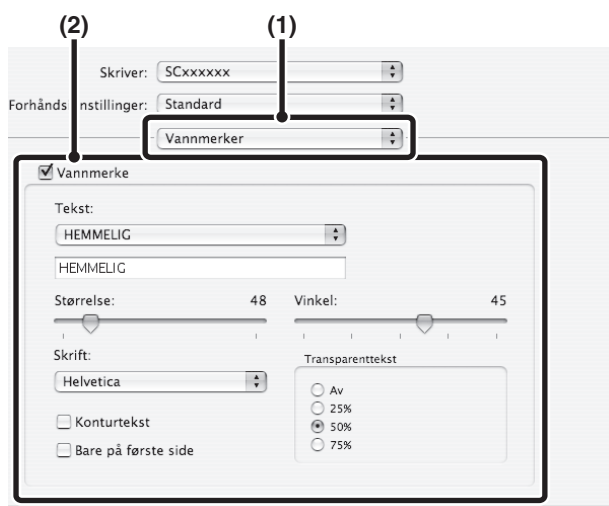 (2) (1)
Skriver: SCxxxxxx
Forhåndsinnstillinger: Standard
Vannmerker
Vannmerke
Tekst:
HEMMELIG
HEMMELIG
Størrelse: 48 Vinkel: 45
Skrift: Transparenttekst
Helvetica
Av
25%
Konturtekst
50%
Bare på første side 75%